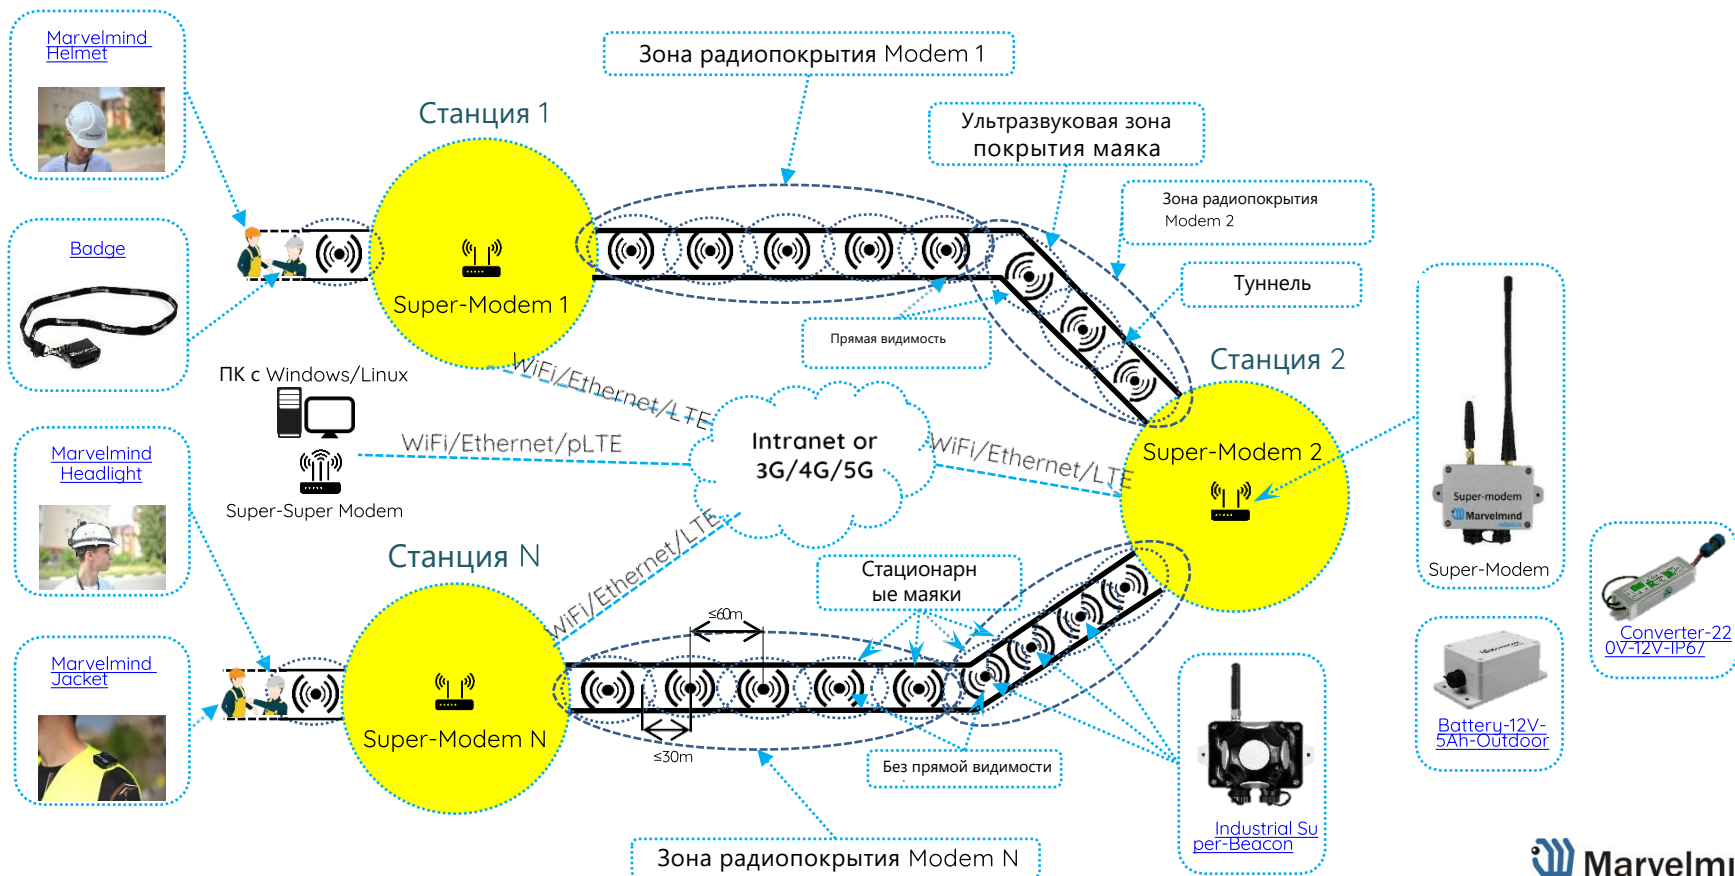 Marvelmind
Helmet
Зона радиопокрытия Modem 1
Станция 1
Ультразвуковая зона
покрытия маяка
Зона радиопокрытия
Modem 2
Badge
Super-Modem 1
Туннель
Прямая видимость
Станция 2
ПК с Windows/Linux
WiFi/Ethernet/LTE
WiFi/Ethernet/pLTE
Intranet or
3G/4G/5G
WiFi/Ethernet/LTE
Super-Modem 2
Marvelmind
Headlight
Super-Super Modem
Super-modem
Marvelmind
robotics
Super-Modem
Станция N
WiFi/Ethernet/LTE
Стационарн
ые маяки
≤60m
Converter-22
0V-12V-IP67
Marvelmind
Jacket
Super-Modem N
≤30m
Без прямой видимости
Battery-12V-
5Ah-Outdoor
Industrial Su
per-Beacon
Зона радиопокрытия Modem N
Marvelmi